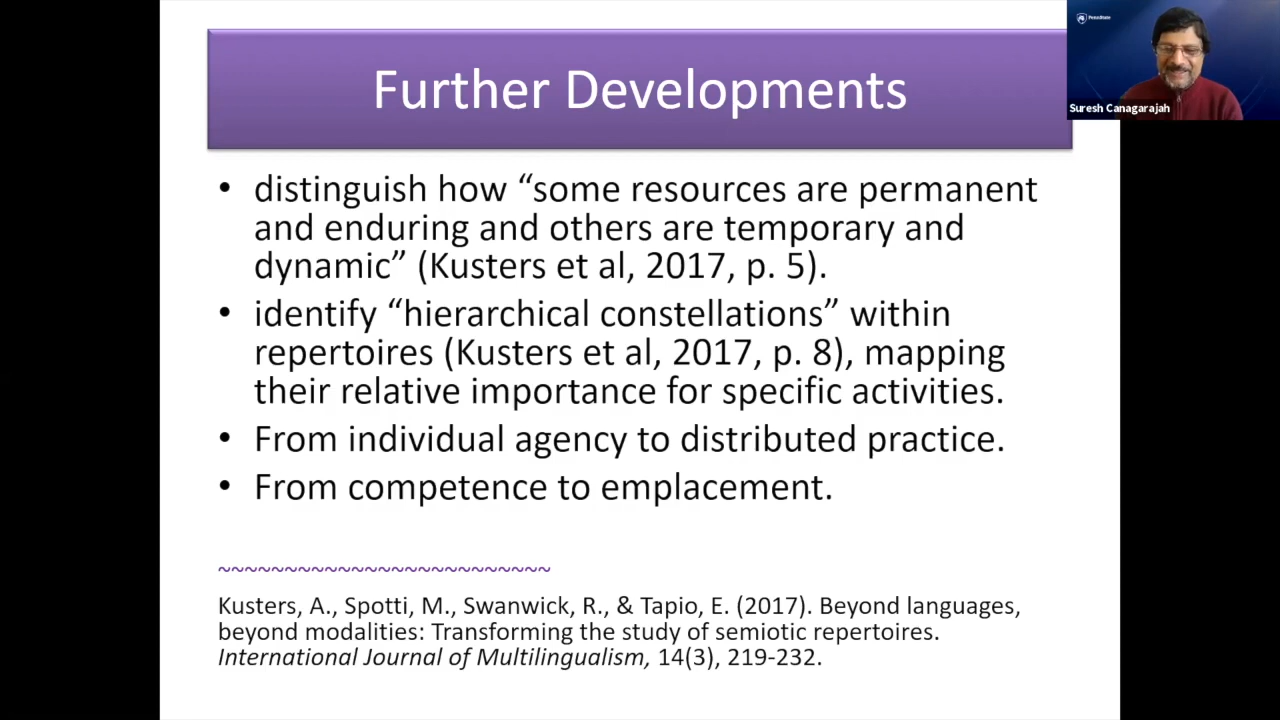 Further Developments
PennState
Suresh Canagarajah
• distinguish how “some resources are permanent
and enduring and others are temporary and
dynamic” (Kusters et al, 2017, p. 5).
• identify “hierarchical constellations” within
repertoires (Kusters et al, 2017, p. 8), mapping
their relative importance for specific activities.
• From individual agency to distributed practice.
• From competence to emplacement.
~~~~~~~~~~~~~~~~~~~~~~~~~
Kusters, A., Spotti, M., Swanwick, R., & Tapio, E. (2017). Beyond languages,
beyond modalities: Transforming the study of semiotic repertoires.
International Journal of Multilingualism, 14(3), 219-232.